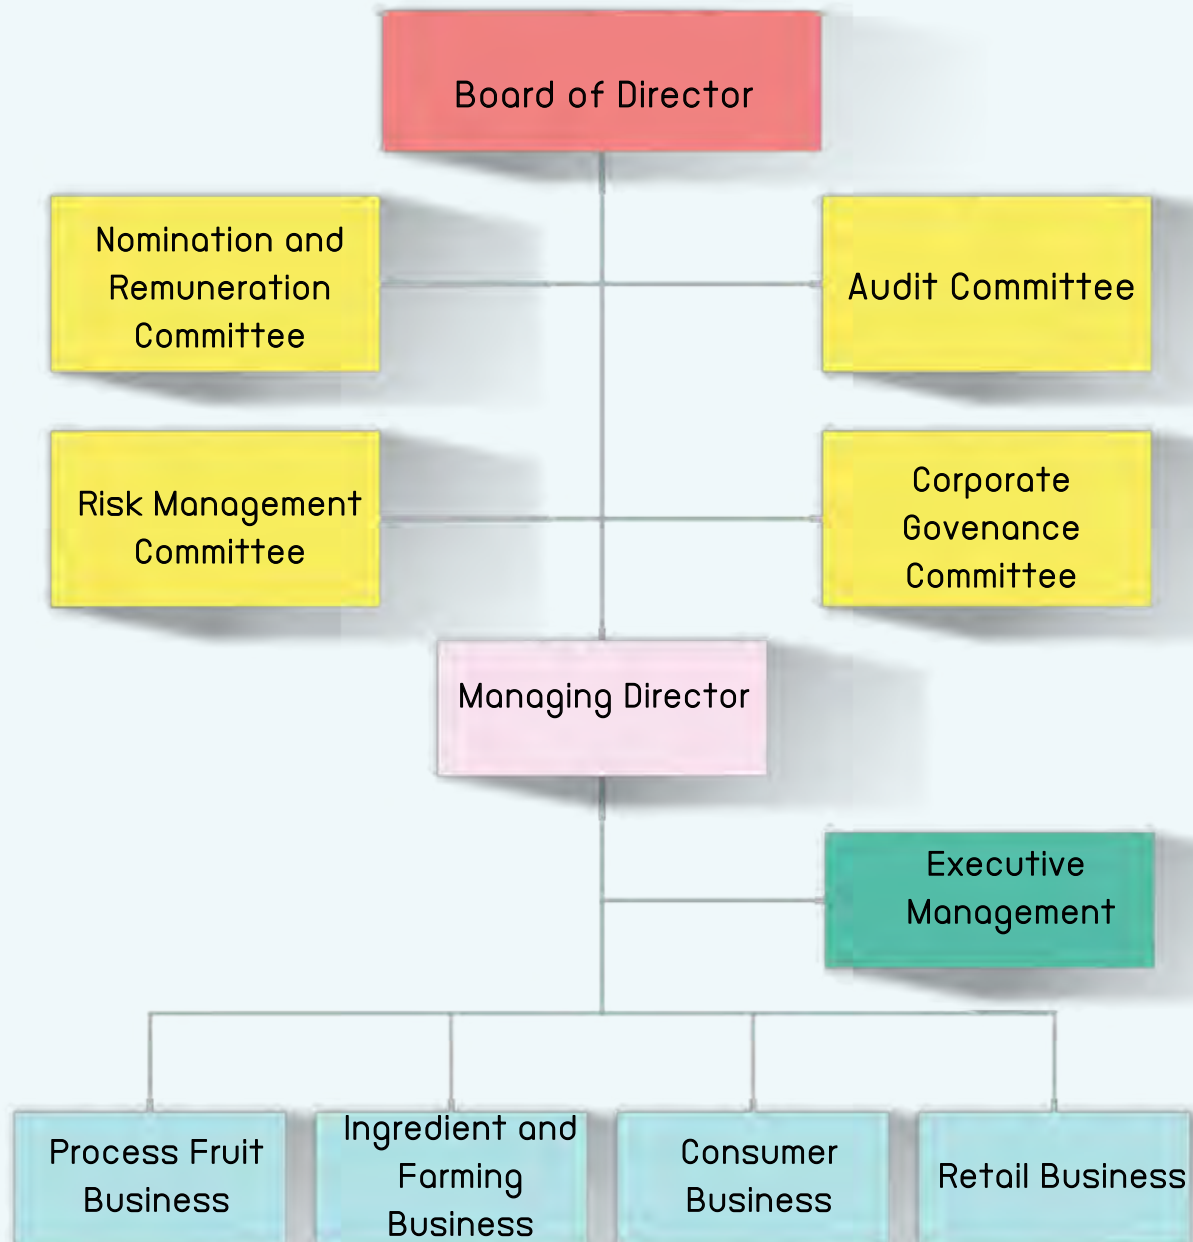 Board of Director
Nomination and
Remuneration
Committee
Audit Committee
Risk Management
Committee
Corporate
Govenance
Committee
Managing Director
Executive
Management
Process Fruit
Business
Ingredient and
Farming
Business
Consumer
Business
Retail Business